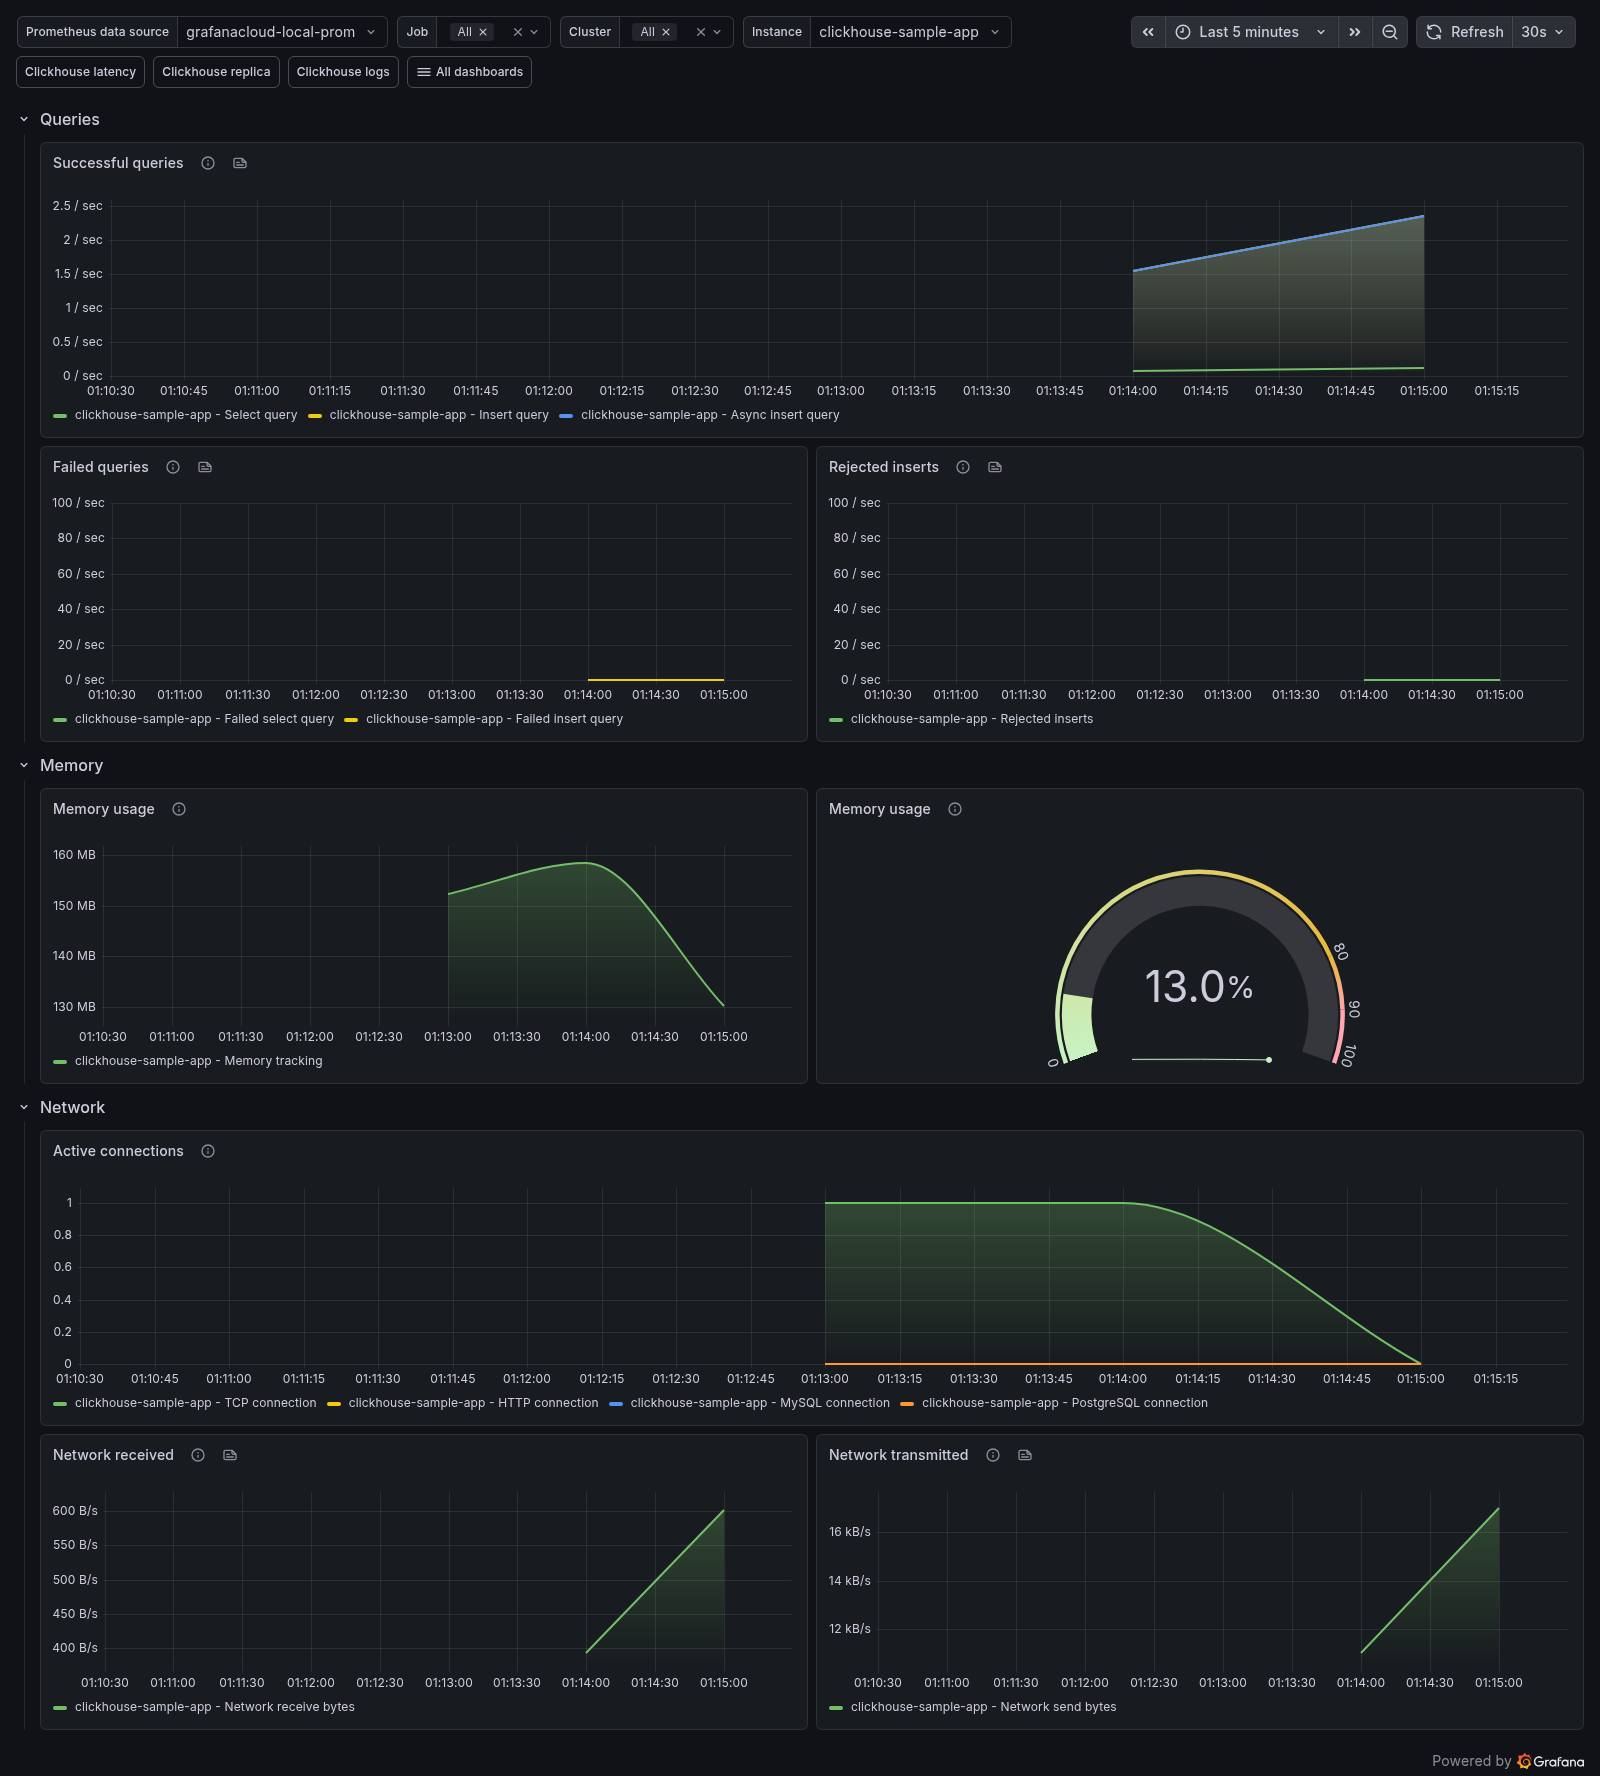 Prometheus data source grafanacloud-local-prom Job All Cluster All Instance clickhouse-sample-app Last 5 minutes Refresh 30s
Clickhouse latency Clickhouse replica Clickhouse logs All dashboards
Queries
Successful queries
2.5 / sec
2 / sec
1.5 / sec
1 / sec
0.5 / sec
0 / sec
01:10:30 01:10:45 01:11:00 01:11:15 01:11:30 01:11:45 01:12:00 01:12:15 01:12:30 01:12:45 01:13:00 01:13:15 01:13:30 01:13:45 01:14:00 01:14:15 01:14:30 01:14:45 01:15:00 01:15:15
clickhouse-sample-app - Select query clickhouse-sample-app - Insert query clickhouse-sample-app - Async insert query
Failed queries
100 / sec
80 / sec
60 / sec
40 / sec
20 / sec
0 / sec
01:10:30 01:11:00 01:11:30 01:12:00 01:12:30 01:13:00 01:13:30 01:14:00 01:14:30 01:15:00
clickhouse-sample-app - Failed select query clickhouse-sample-app - Failed insert query
Rejected inserts
100 / sec
80 / sec
60 / sec
40 / sec
20 / sec
0 / sec
01:10:30 01:11:00 01:11:30 01:12:00 01:12:30 01:13:00 01:13:30 01:14:00 01:14:30 01:15:00
clickhouse-sample-app - Rejected inserts
Memory
Memory usage
160 MB
150 MB
140 MB
130 MB
01:10:30 01:11:00 01:11:30 01:12:00 01:12:30 01:13:00 01:13:30 01:14:00 01:14:30 01:15:00
clickhouse-sample-app - Memory tracking
Memory usage
80
13.0%
90
0
100
Network
Active connections
1
0.8
0.6
0.4
0.2
0
01:10:30 01:10:45 01:11:00 01:11:15 01:11:30 01:11:45 01:12:00 01:12:15 01:12:30 01:12:45 01:13:00 01:13:15 01:13:30 01:13:45 01:14:00 01:14:15 01:14:30 01:14:45 01:15:00 01:15:15
clickhouse-sample-app - TCP connection clickhouse-sample-app - HTTP connection clickhouse-sample-app - MySQL connection clickhouse-sample-app - PostgreSQL connection
Network received
600 B/s
550 B/s
500 B/s
450 B/s
400 B/s
01:10:30 01:11:00 01:11:30 01:12:00 01:12:30 01:13:00 01:13:30 01:14:00 01:14:30 01:15:00
clickhouse-sample-app - Network receive bytes
Network transmitted
16 kB/s
14 kB/s
12 kB/s
01:10:30 01:11:00 01:11:30 01:12:00 01:12:30 01:13:00 01:13:30 01:14:00 01:14:30 01:15:00
clickhouse-sample-app - Network send bytes
Powered by Grafana